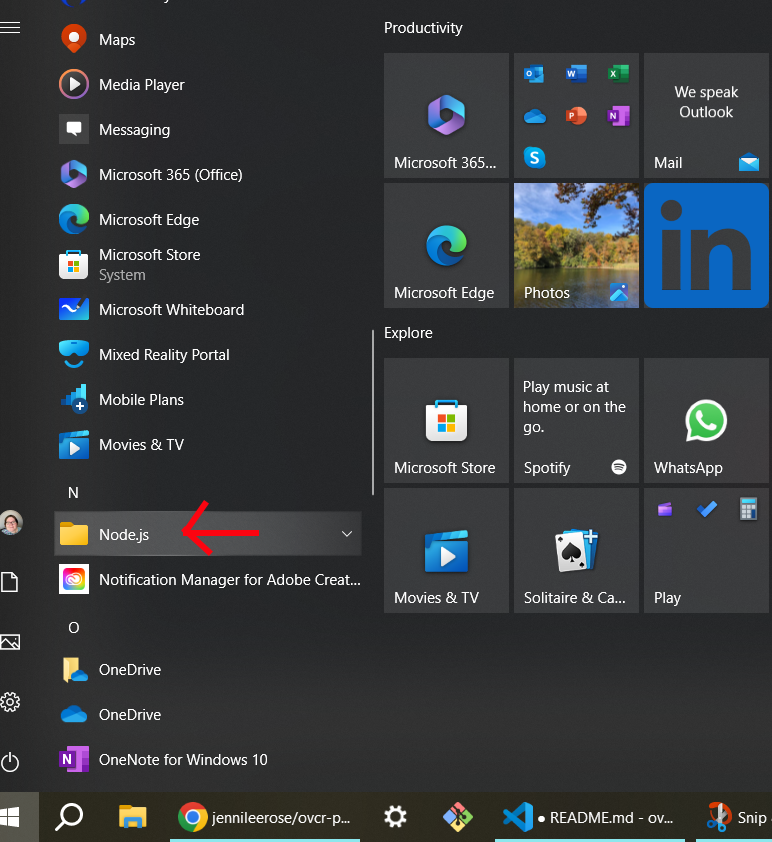 Maps
Media Player
Messaging
Microsoft 365 (Office)
Microsoft Edge
Microsoft Store
System
Microsoft Whiteboard
Mixed Reality Portal
Mobile Plans
Movies & TV
N
Node.js
Notification Manager for Adobe Creat...
O
OneDrive
OneDrive
OneNote for Windows 10
Productivity
Microsoft 365...
We speak
Outlook
Mail
Microsoft Edge
Photos
in
Explore
Microsoft Store
Play music at
home or on the
go.
Spotify
WhatsApp
Movies & TV
Solitaire & Ca...
Play
jennileerose/ovcr-p...
● README.md - ov...
Snip